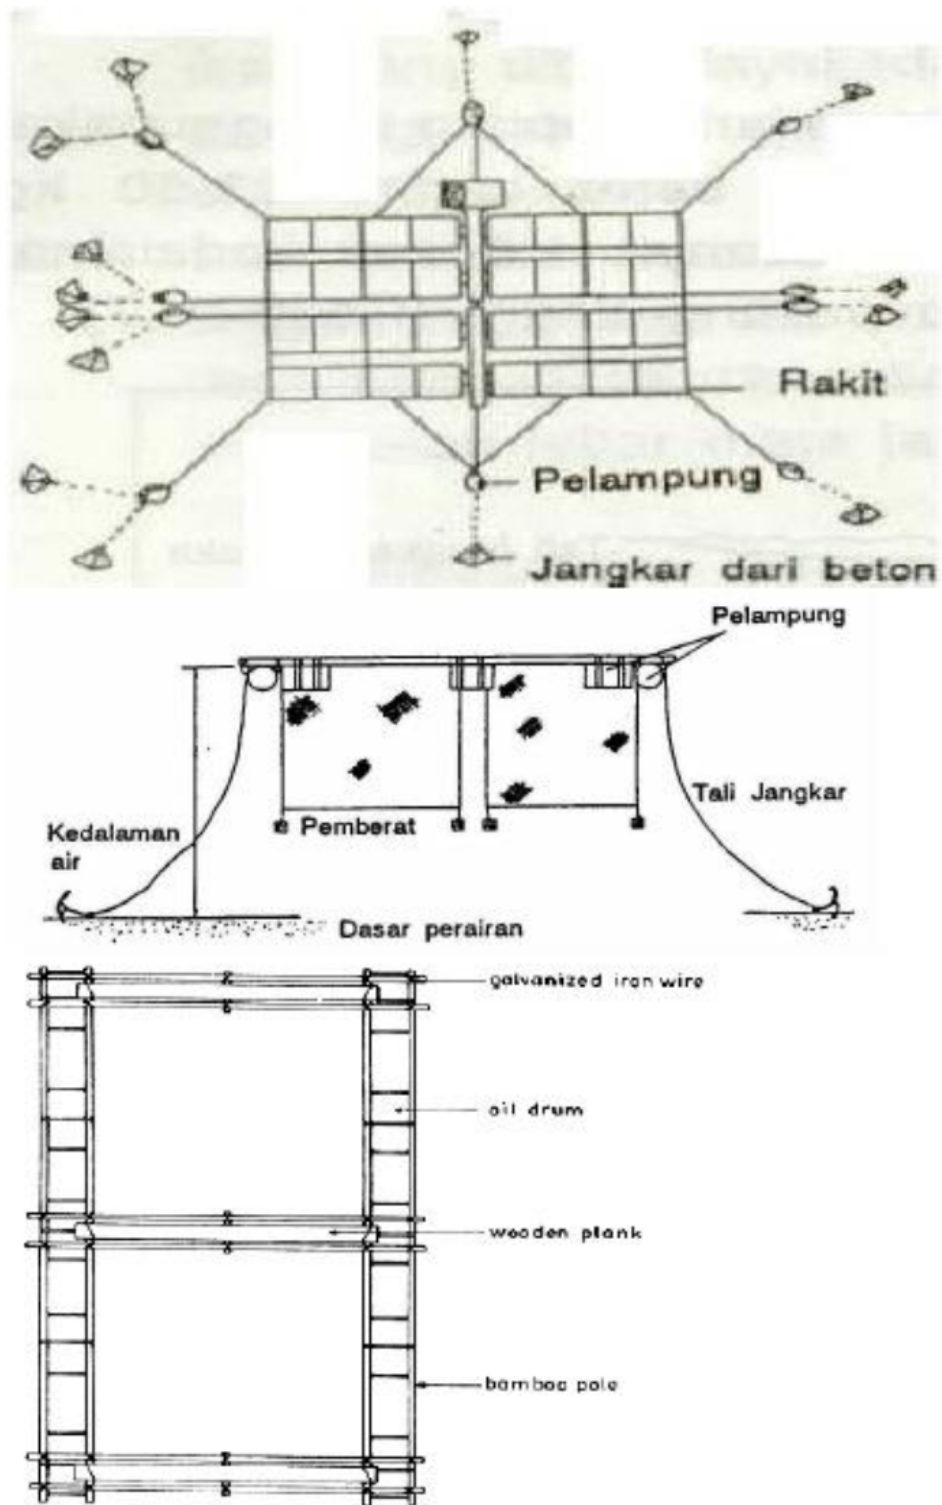 Rakit
Pelampung
Jangkar dari beton
Pelampung
Tali Jangkar
Kedalaman
air
Pemberat
Dasar perairan
galvanized iron wire
oil drum
wooden plank
bamboo pole